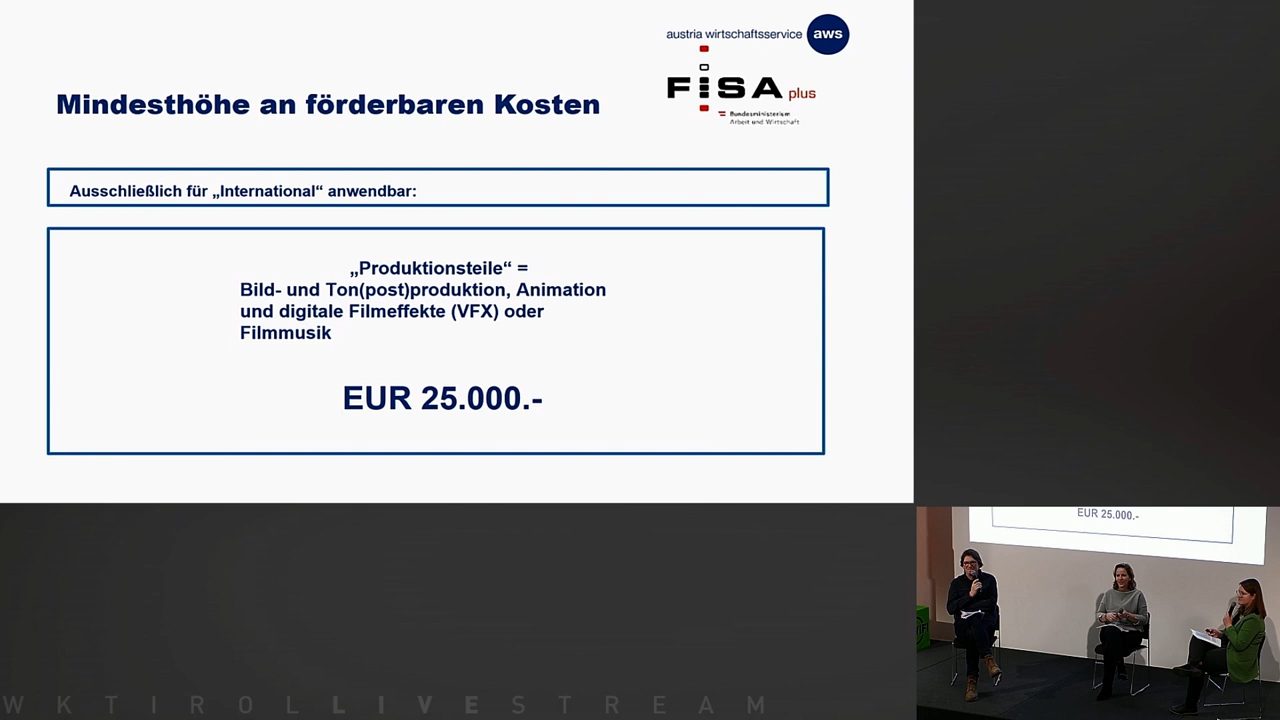 austria wirtschaftsservice aws
FiSA plus
Bundesministerium
Arbeit und Wirtschaft
Mindesthöhe an förderbaren Kosten
Ausschließlich für „International“ anwendbar:
„Produktionsteile“ =
Bild- und Ton(post)produktion, Animation
und digitale Filmeffekte (VFX) oder
Filmmusik
EUR 25.000.-
EUR 25.000.-
WKTIROLLIVESTREAM